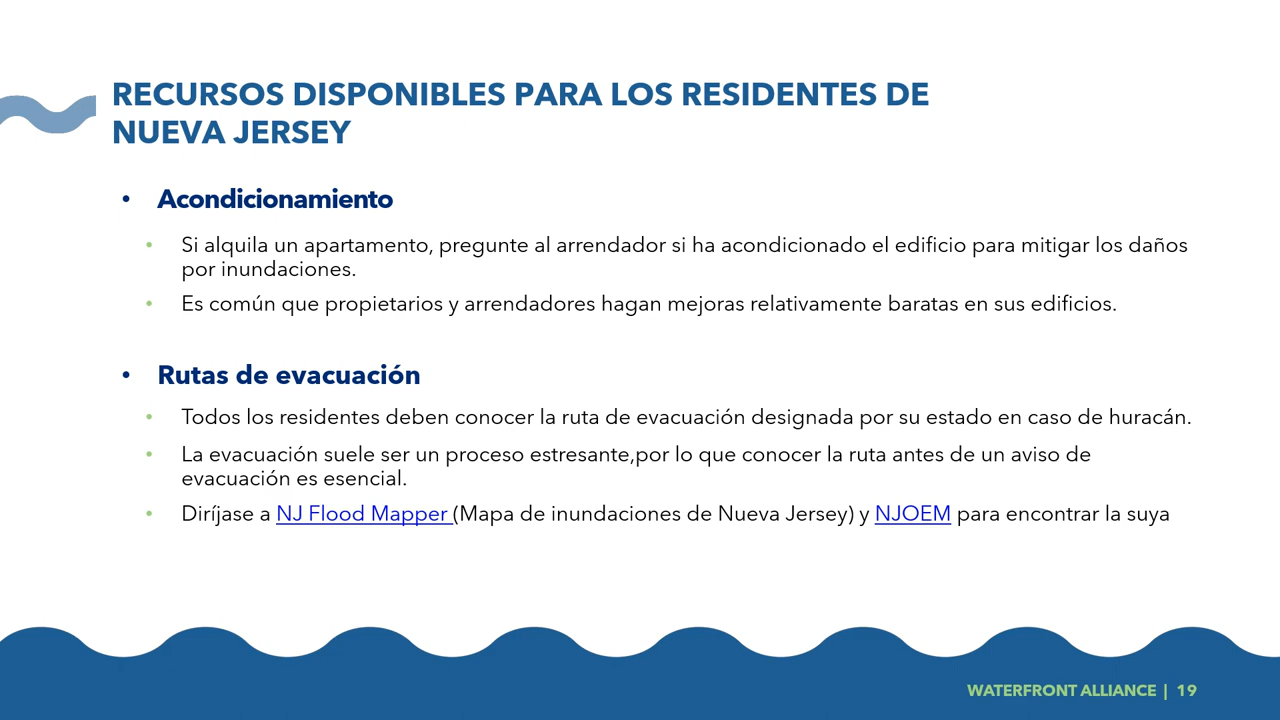 RECURSOS DISPONIBLES PARA LOS RESIDENTES DE
NUEVA JERSEY
• Acondicionamiento
• Si alquila un apartamento, pregunte al arrendador si ha acondicionado el edificio para mitigar los daños
por inundaciones.
• Es común que propietarios y arrendadores hagan mejoras relativamente baratas en sus edificios.
• Rutas de evacuación
• Todos los residentes deben conocer la ruta de evacuación designada por su estado en caso de huracán.
• La evacuación suele ser un proceso estresante,por lo que conocer la ruta antes de un aviso de
evacuación es esencial.
• Diríjase a NJ Flood Mapper (Mapa de inundaciones de Nueva Jersey) y NJOEM para encontrar la suya
WATERFRONT ALLIANCE | 19